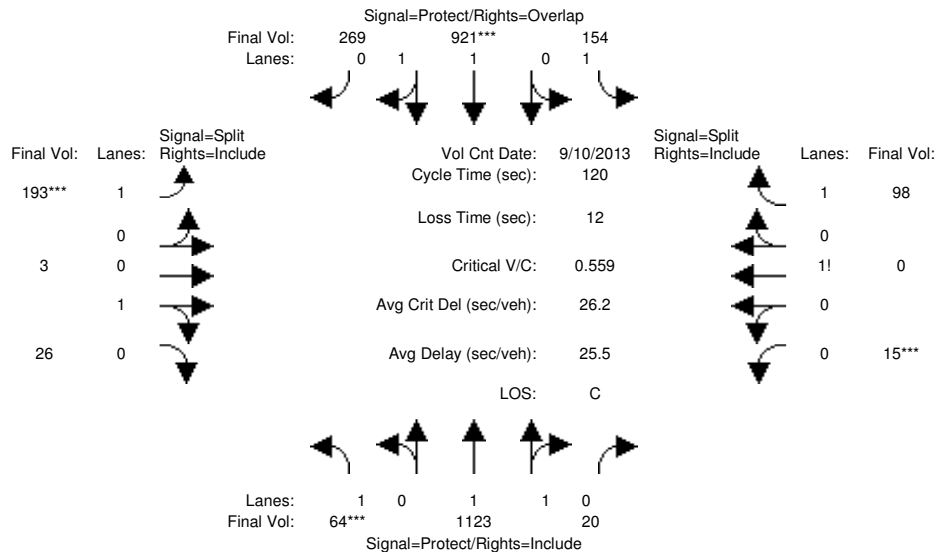 Signal=Protect/Rights=Overlap
Final Vol: 269 921*** 154
Lanes: 0 1 1 0 1
Signal=Split Signal=Split
Final Vol: Lanes: Rights=Include Vol Cnt Date: 9/10/2013 Rights=Include Lanes: Final Vol:
Cycle Time (sec): 120
193*** 1 1 98
Loss Time (sec): 12
0 0
3 0 Critical V/C: 0.559 1! 0
1 Avg Crit Del (sec/veh): 26.2 0
26 0 Avg Delay (sec/veh): 25.5 0 15***
LOS: C
Lanes: 1 0 1 1 0
Final Vol: 64*** 1123 20
Signal=Protect/Rights=Include